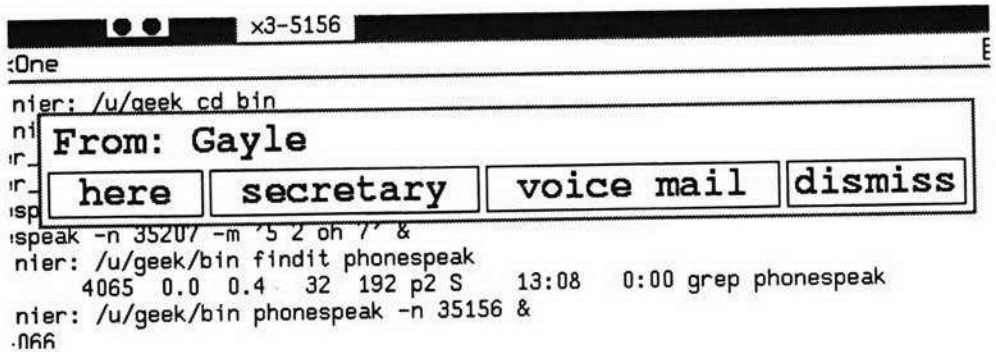 x3-5156
:One
nier: /u/geek cd bin
ni
From: Gayle
here secretary voice mail dismiss
speak -n 35207 -m '5 2 oh 7' &
nier: /u/geek/bin findit phonespeak
4065 0.0 0.4 32 192 p2 S 13:08 0:00 grep phonespeak
nier: /u/geek/bin phonespeak -n 35156 &
066